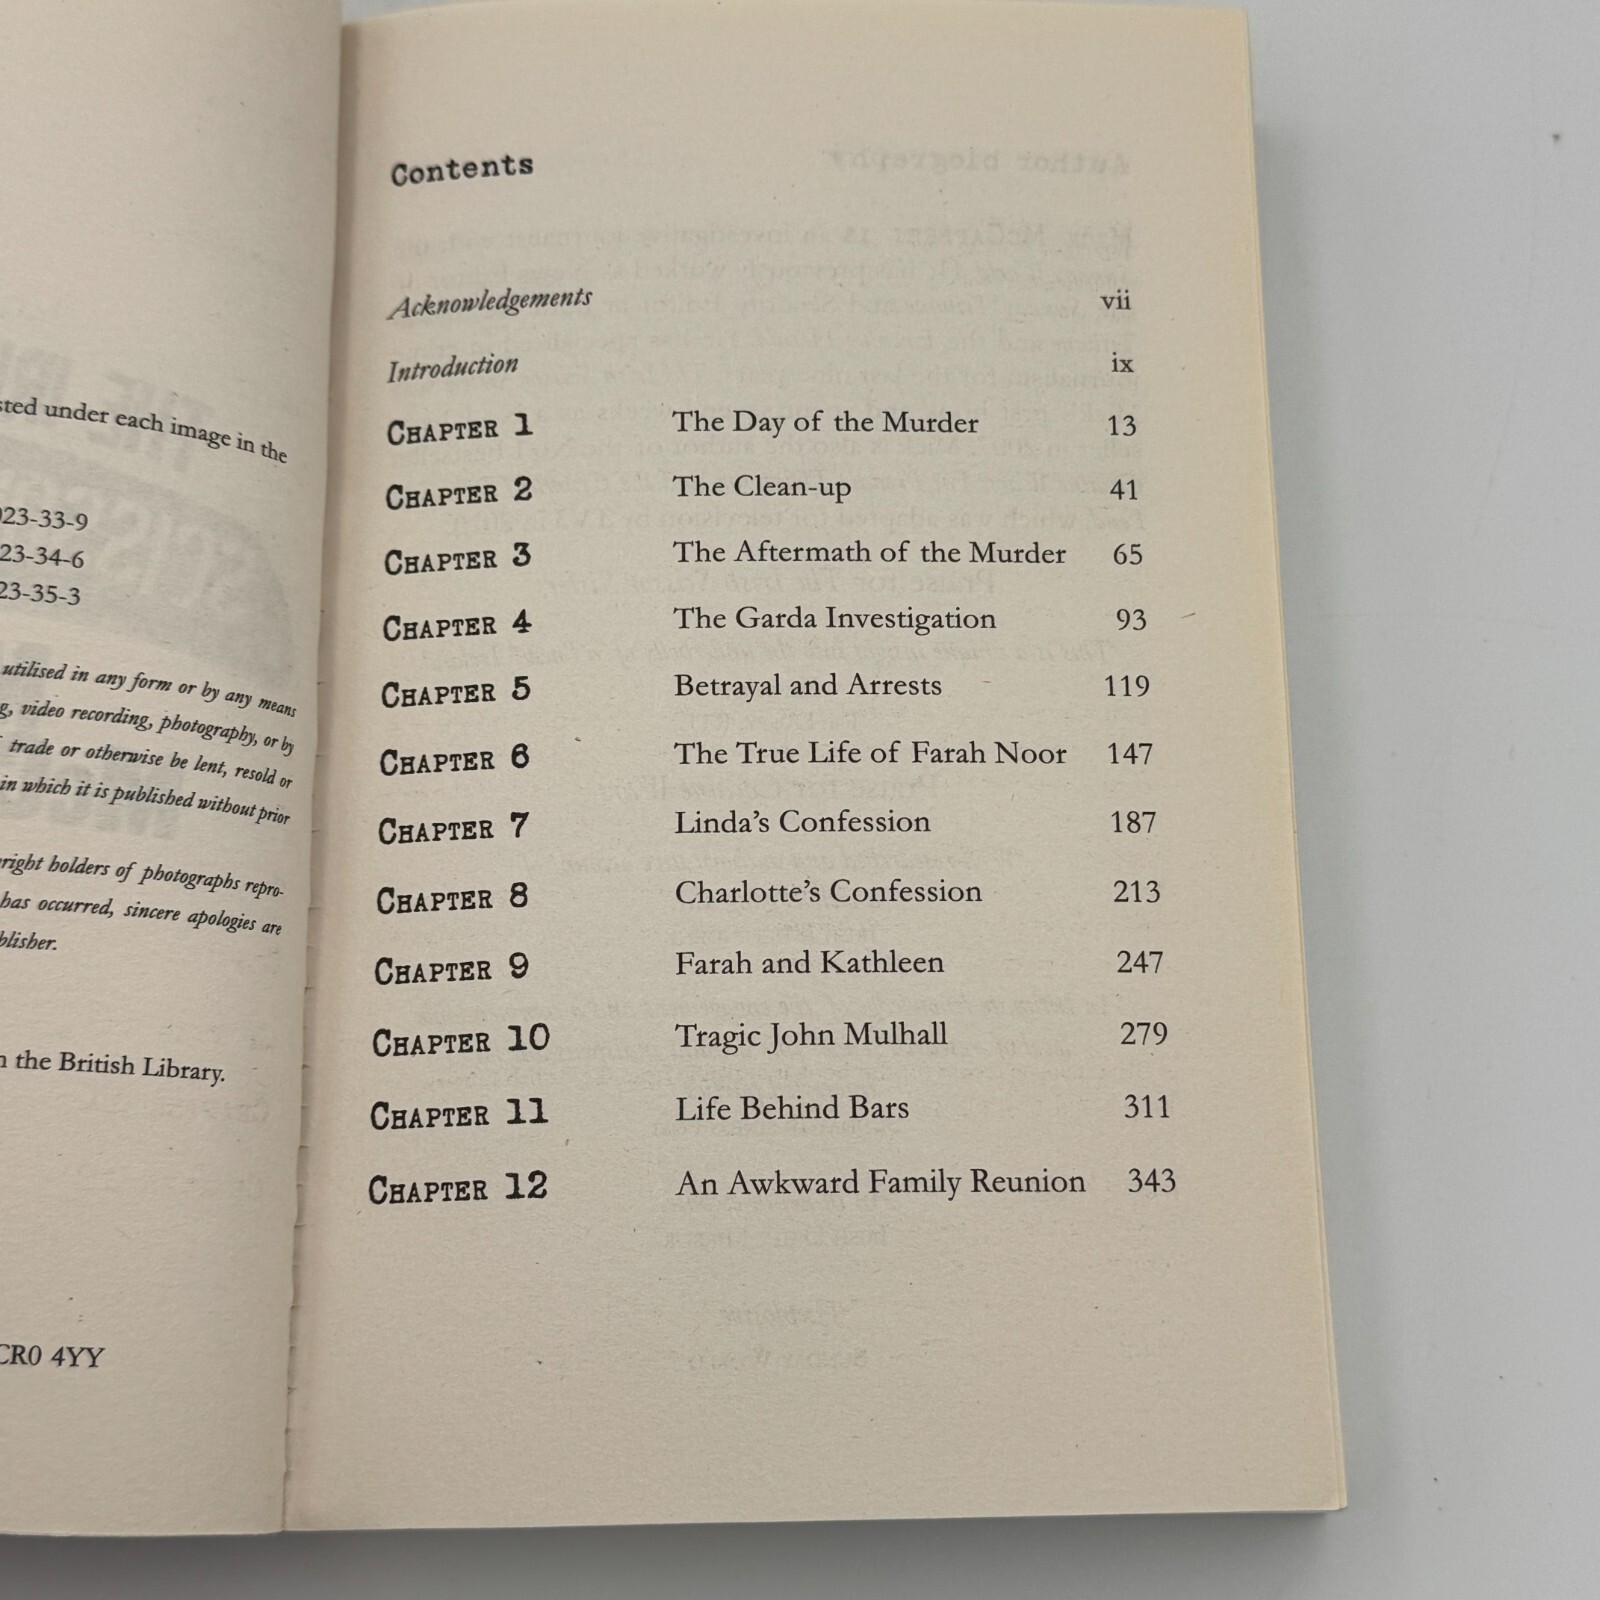 sted under each image in the
023-33-9
23-34-6
23-35-3
utilised in any form or by any means
g, video recording, photography, or by
trade or otherwise be lent, resold or
in which it is published without prior
right holders of photographs repro-
has occurred, sincere apologies are
blisher.
n the British Library.
CR0 4YY
Contents
Acknowledgements vii
Introduction ix
CHAPTER 1 The Day of the Murder 13
CHAPTER 2 The Clean-up 41
CHAPTER 3 The Aftermath of the Murder 65
CHAPTER 4 The Garda Investigation 93
CHAPTER 5 Betrayal and Arrests 119
CHAPTER 6 The True Life of Farah Noor 147
CHAPTER 7 Linda's Confession 187
CHAPTER 8 Charlotte's Confession 213
CHAPTER 9 Farah and Kathleen 247
CHAPTER 10 Tragic John Mulhall 279
CHAPTER 11 Life Behind Bars 311
CHAPTER 12 An Awkward Family Reunion 343